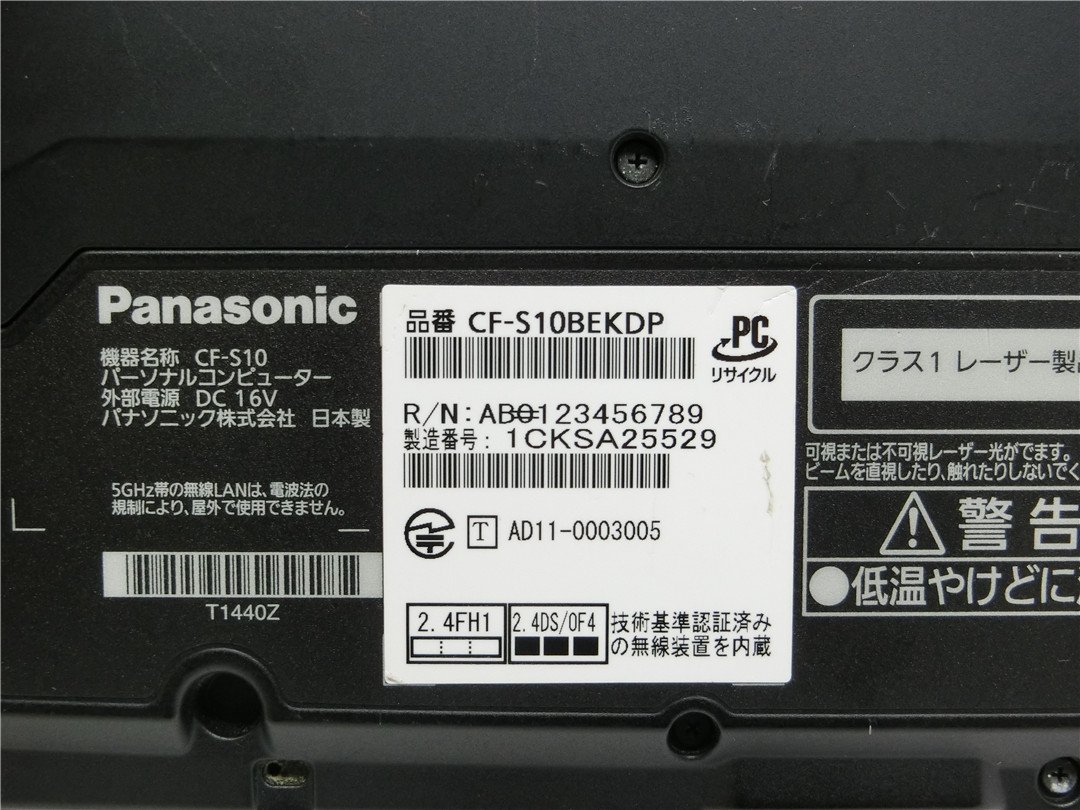 Panasonic
機器名称 CF-S10
パーソナルコンピューター
外部電源 DC 16V
パナソニック株式会社 日本製
5GHz帯の無線LANは、電波法の
規制により、屋外で使用できません。
T1440Z
品番 CF-S10BEKDP
PC
リサイクル
R/N: AB0123456789
製造番号: 1CKSA25529
T AD11-0003005
2.4FH1
2.4DS/OF4
技術基準認証済み
の無線装置を内蔵
クラス1 レーザー製品
可視または不可視レーザー光がでます。
ビームを直視したり、触れたりしないでく
警告
●低温やけどに